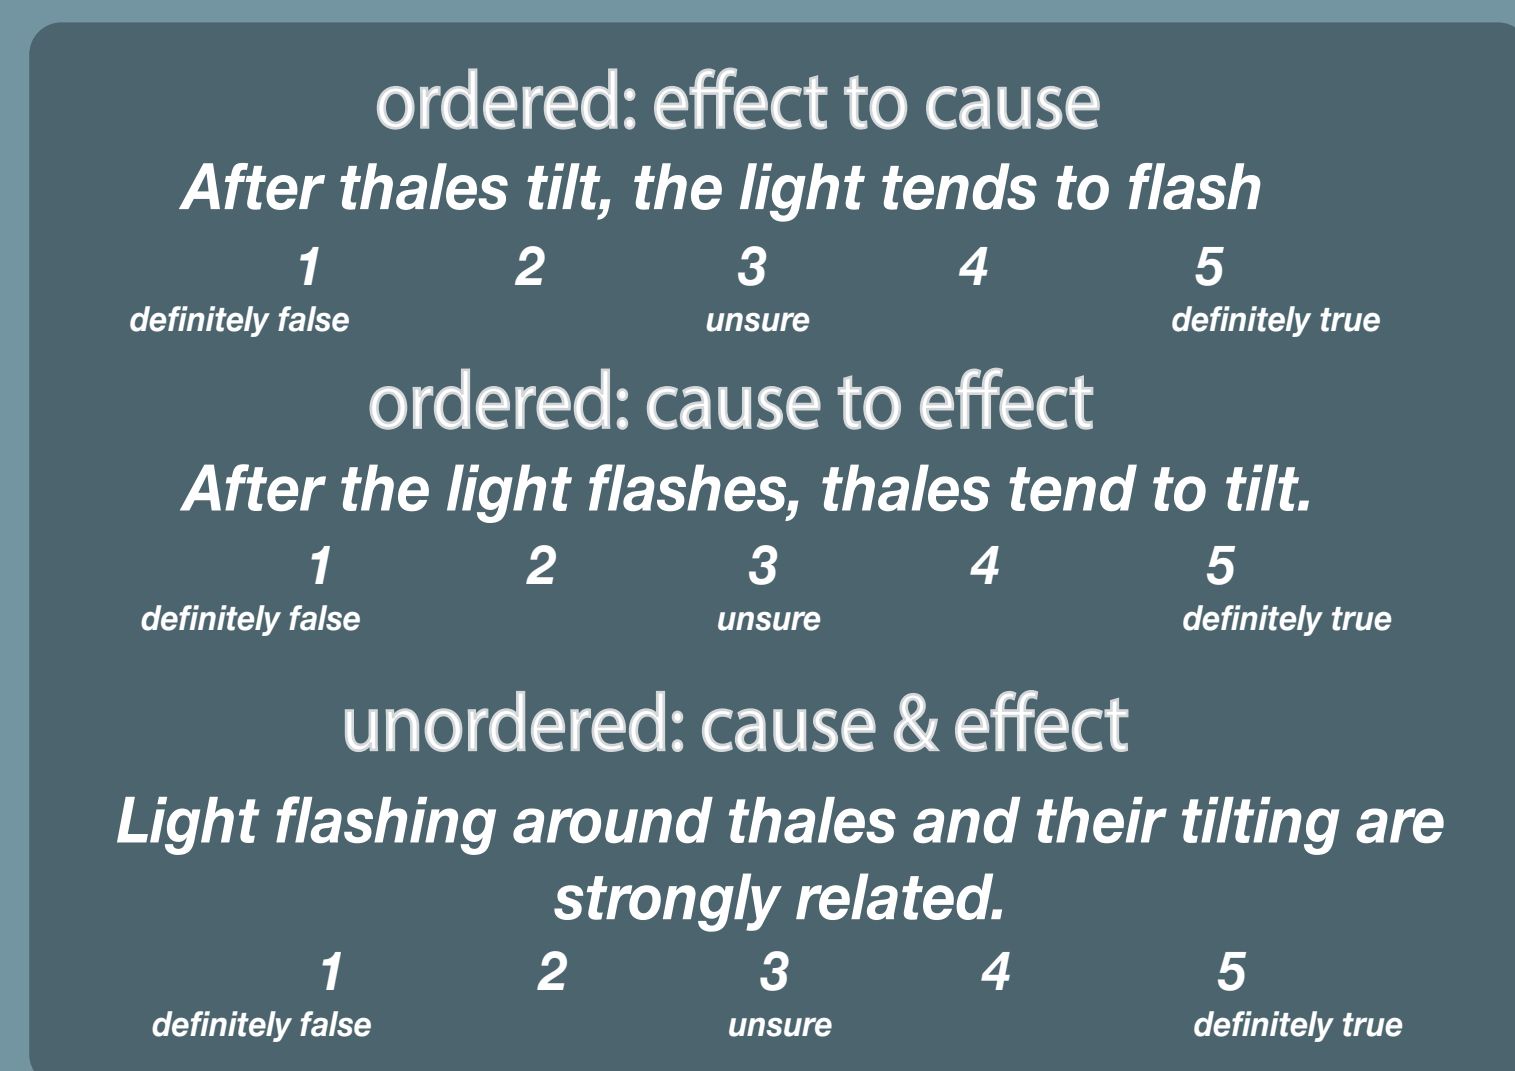 ordered: effect to cause
After thales tilt, the light tends to flash
1 2 3 4 5
definitely false unsure definitely true
ordered: cause to effect
After the light flashes, thales tend to tilt.
1 2 3 4 5
definitely false unsure definitely true
unordered: cause & effect
Light flashing around thales and their tilting are
strongly related.
1 2 3 4 5
definitely false unsure definitely true